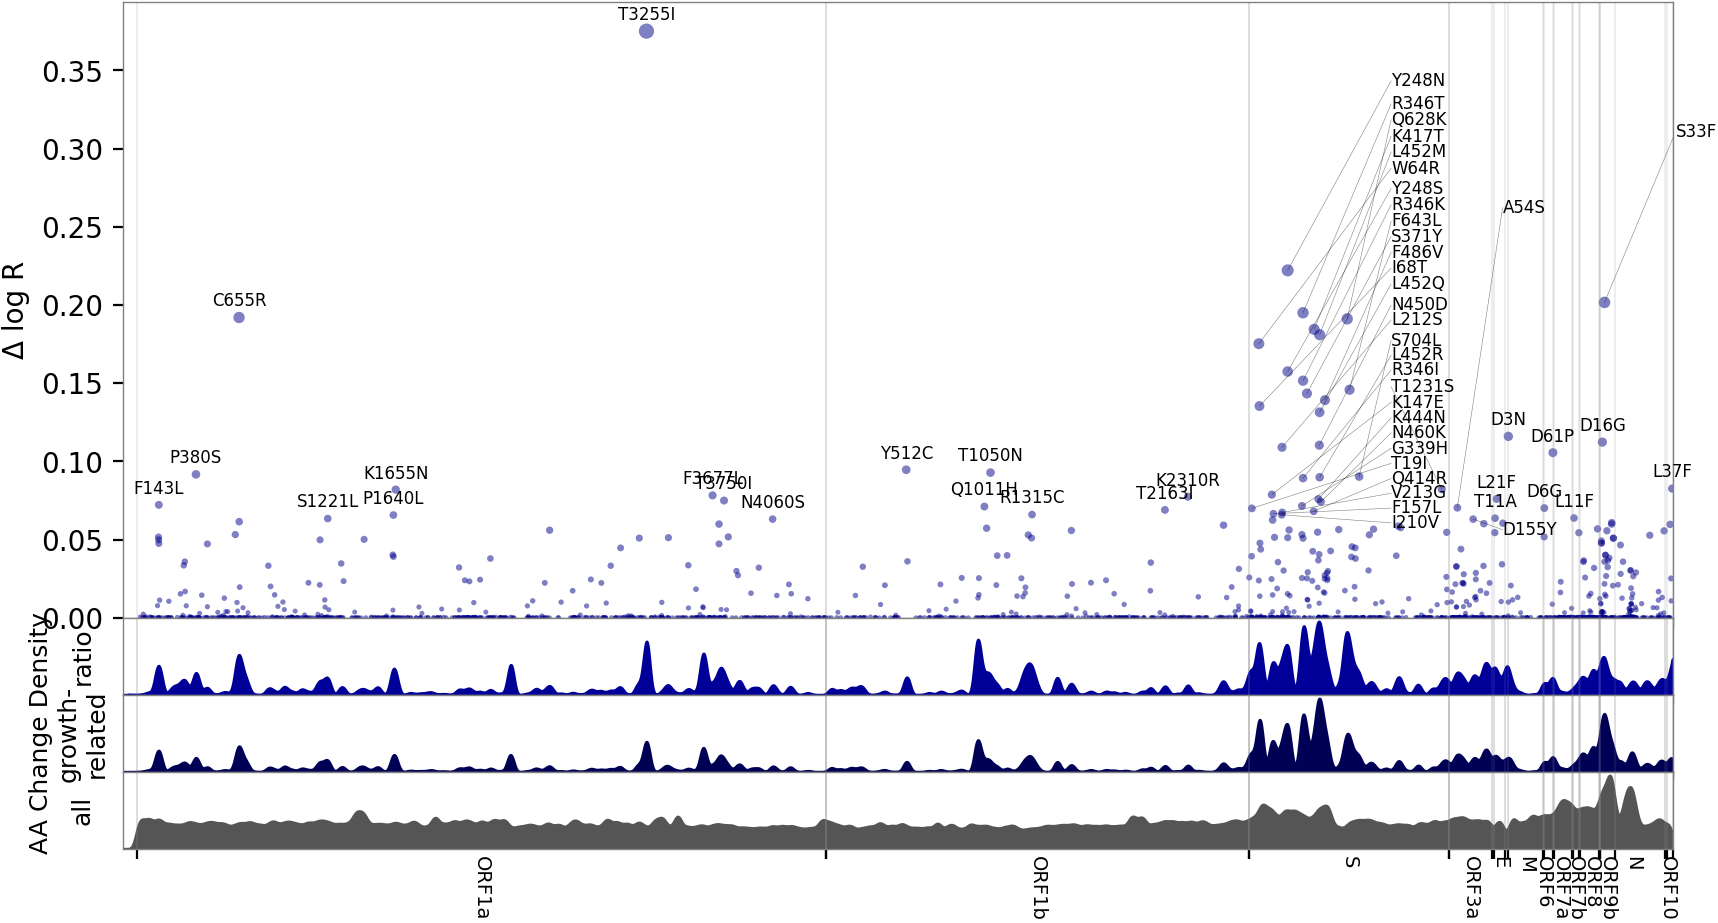 T3255I
0.35
Y248N
R346T
Q628K
S33F
K417T
0.30
L452M
W64R
Y248S
R346K
A54S
F643L
0.25
S371Y
F486V
I68T
Δ log R
L452Q
C655R
0.20
N450D
L212S
S704L
L452R
R346I
0.15
T1231S
K147E
K444N
D3N
D16G
N460K
D61P
G339H
P380S
Y512C
T1050N
0.10
T19I
L37F
K1655N
F3677L
K2310R
Q414R
L21F
T3750I
F143L
Q1011H
T2163I
V213G
D6G
P1640L
R1315C
S1221L
N4060S
F157L
T11A
L11F
I210V
D155Y
0.05
0.00
AA Change Density
ratio
growth-
related
all
ORF1a
ORF1b
S
ORF3a
E
M
ORF6
ORF7a
ORF7b
ORF8
ORF9b
N
ORF10